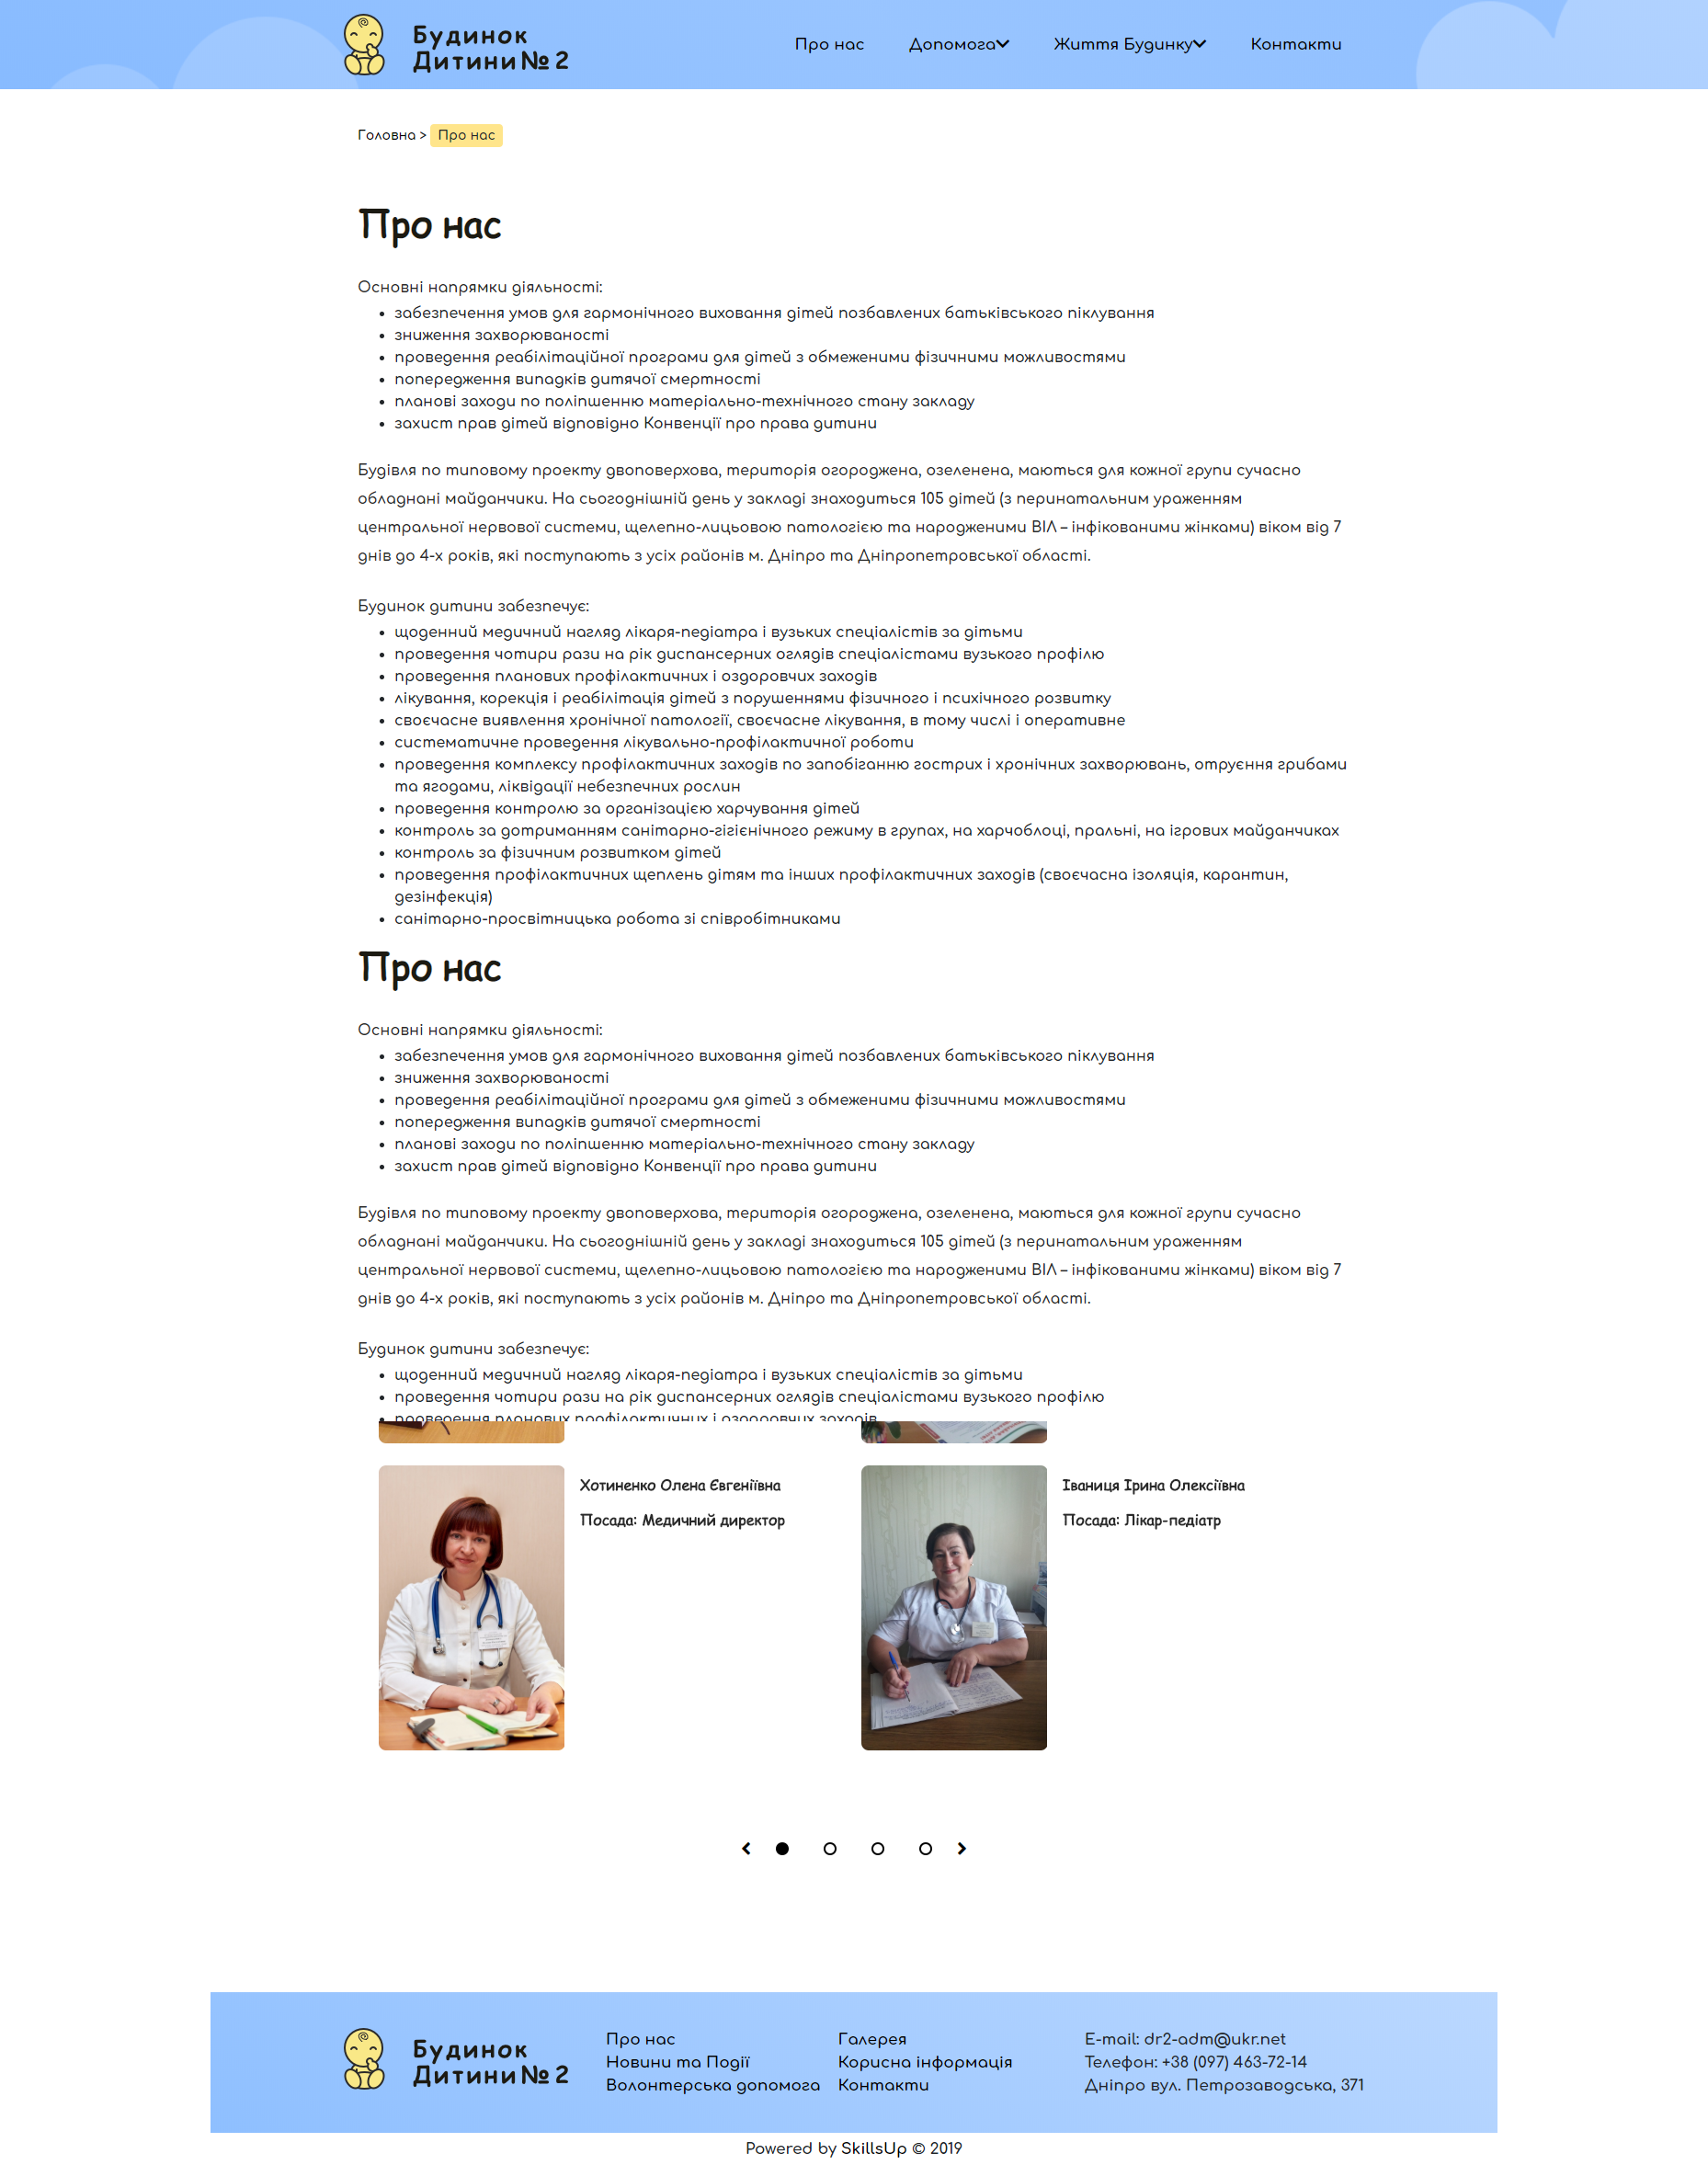 Будинок
Дитини № 2
Про нас
Допомога
Життя Будинку
Контакти
Головна > Про нас
Про нас
Основні напрямки діяльності:
• забезпечення умов для гармонічного виховання дітей позбавлених батьківського піклування
• зниження захворюваності
• проведення реабілітаційної програми для дітей з обмеженими фізичними можливостями
• попередження випадків дитячої смертності
• планові заходи по поліпшенню матеріально-технічного стану закладу
• захист прав дітей відповідно Конвенції про права дитини
Будівля по типовому проекту двоповерхова, територія огороджена, озеленена, маються для кожної групи сучасно
обладнані майданчики. На сьогоднішній день у закладі знаходиться 105 дітей (з перинатальним ураженням
центральної нервової системи, щелепно-лицьовою патологією та народженими ВІЛ – інфікованими жінками) віком від 7
днів до 4-х років, які поступають з усіх районів м. Дніпро та Дніпропетровської області.
Будинок дитини забезпечує:
• щоденний медичний нагляд лікаря-педіатра і вузьких спеціалістів за дітьми
• проведення чотири рази на рік диспансерних оглядів спеціалістами вузького профілю
• проведення планових профілактичних і оздоровчих заходів
• лікування, корекція і реабілітація дітей з порушеннями фізичного і психічного розвитку
• своєчасне виявлення хронічної патології, своєчасне лікування, в тому числі і оперативне
• систематичне проведення лікувально-профілактичної роботи
• проведення комплексу профілактичних заходів по запобіганню гострих і хронічних захворювань, отруєння грибами
та ягодами, ліквідації небезпечних рослин
• проведення контролю за організацією харчування дітей
• контроль за дотриманням санітарно-гігієнічного режиму в групах, на харчоблоці, пральні, на ігрових майданчиках
• контроль за фізичним розвитком дітей
• проведення профілактичних щеплень дітям та інших профілактичних заходів (своєчасна ізоляція, карантин,
дезінфекція)
• санітарно-просвітницька робота зі співробітниками
Про нас
Основні напрямки діяльності:
• забезпечення умов для гармонічного виховання дітей позбавлених батьківського піклування
• зниження захворюваності
• проведення реабілітаційної програми для дітей з обмеженими фізичними можливостями
• попередження випадків дитячої смертності
• планові заходи по поліпшенню матеріально-технічного стану закладу
• захист прав дітей відповідно Конвенції про права дитини
Будівля по типовому проекту двоповерхова, територія огороджена, озеленена, маються для кожної групи сучасно
обладнані майданчики. На сьогоднішній день у закладі знаходиться 105 дітей (з перинатальним ураженням
центральної нервової системи, щелепно-лицьовою патологією та народженими ВІЛ – інфікованими жінками) віком від 7
днів до 4-х років, які поступають з усіх районів м. Дніпро та Дніпропетровської області.
Будинок дитини забезпечує:
• щоденний медичний нагляд лікаря-педіатра і вузьких спеціалістів за дітьми
• проведення чотири рази на рік диспансерних оглядів спеціалістами вузького профілю
• проведення планових профілактичних і оздоровчих заходів
Хотиненко Олена Євгеніївна
Посада: Медичний директор
Іваниця Ірина Олексіївна
Посада: Лікар-педіатр
Будинок
Дитини № 2
Про нас
Новини та Події
Волонтерська допомога
Галерея
Корисна інформація
Контакти
E-mail: dr2-adm@ukr.net
Телефон: +38 (097) 463-72-14
Дніпро вул. Петрозаводська, 371
Powered by SkillsUp © 2019